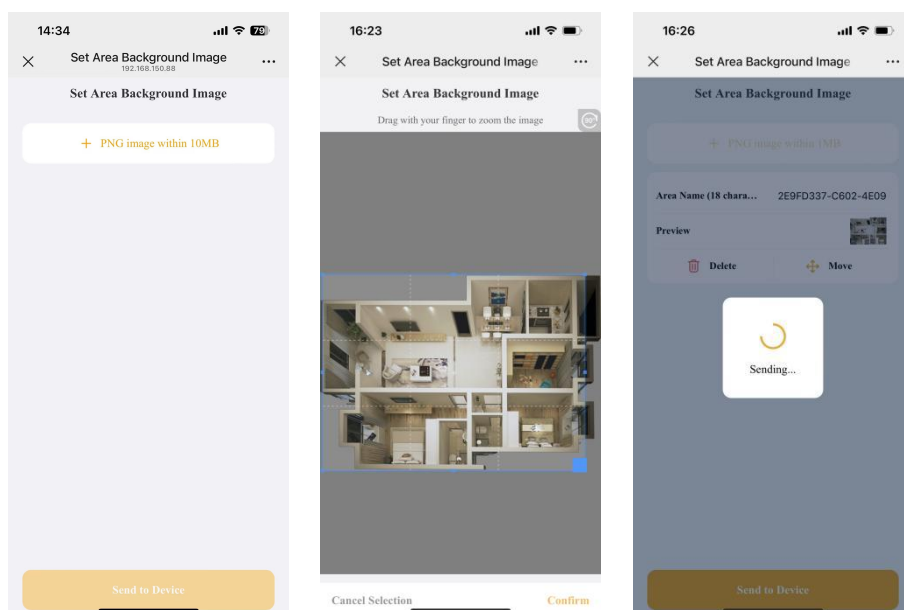 14:34
79
Set Area Background Image
192.168.150.88
Set Area Background Image
+ PNG image within 10MB
Send to Device
16:23
Set Area Background Image
Set Area Background Image
Drag with your finger to zoom the image
90°
Cancel Selection
Confirm
16:26
Set Area Background Image
Set Area Background Image
+ PNG image within 1MB
Area Name (18 chara... 2E9FD337-C602-4E09
Preview
Delete
Move
Sending...
Send to Device